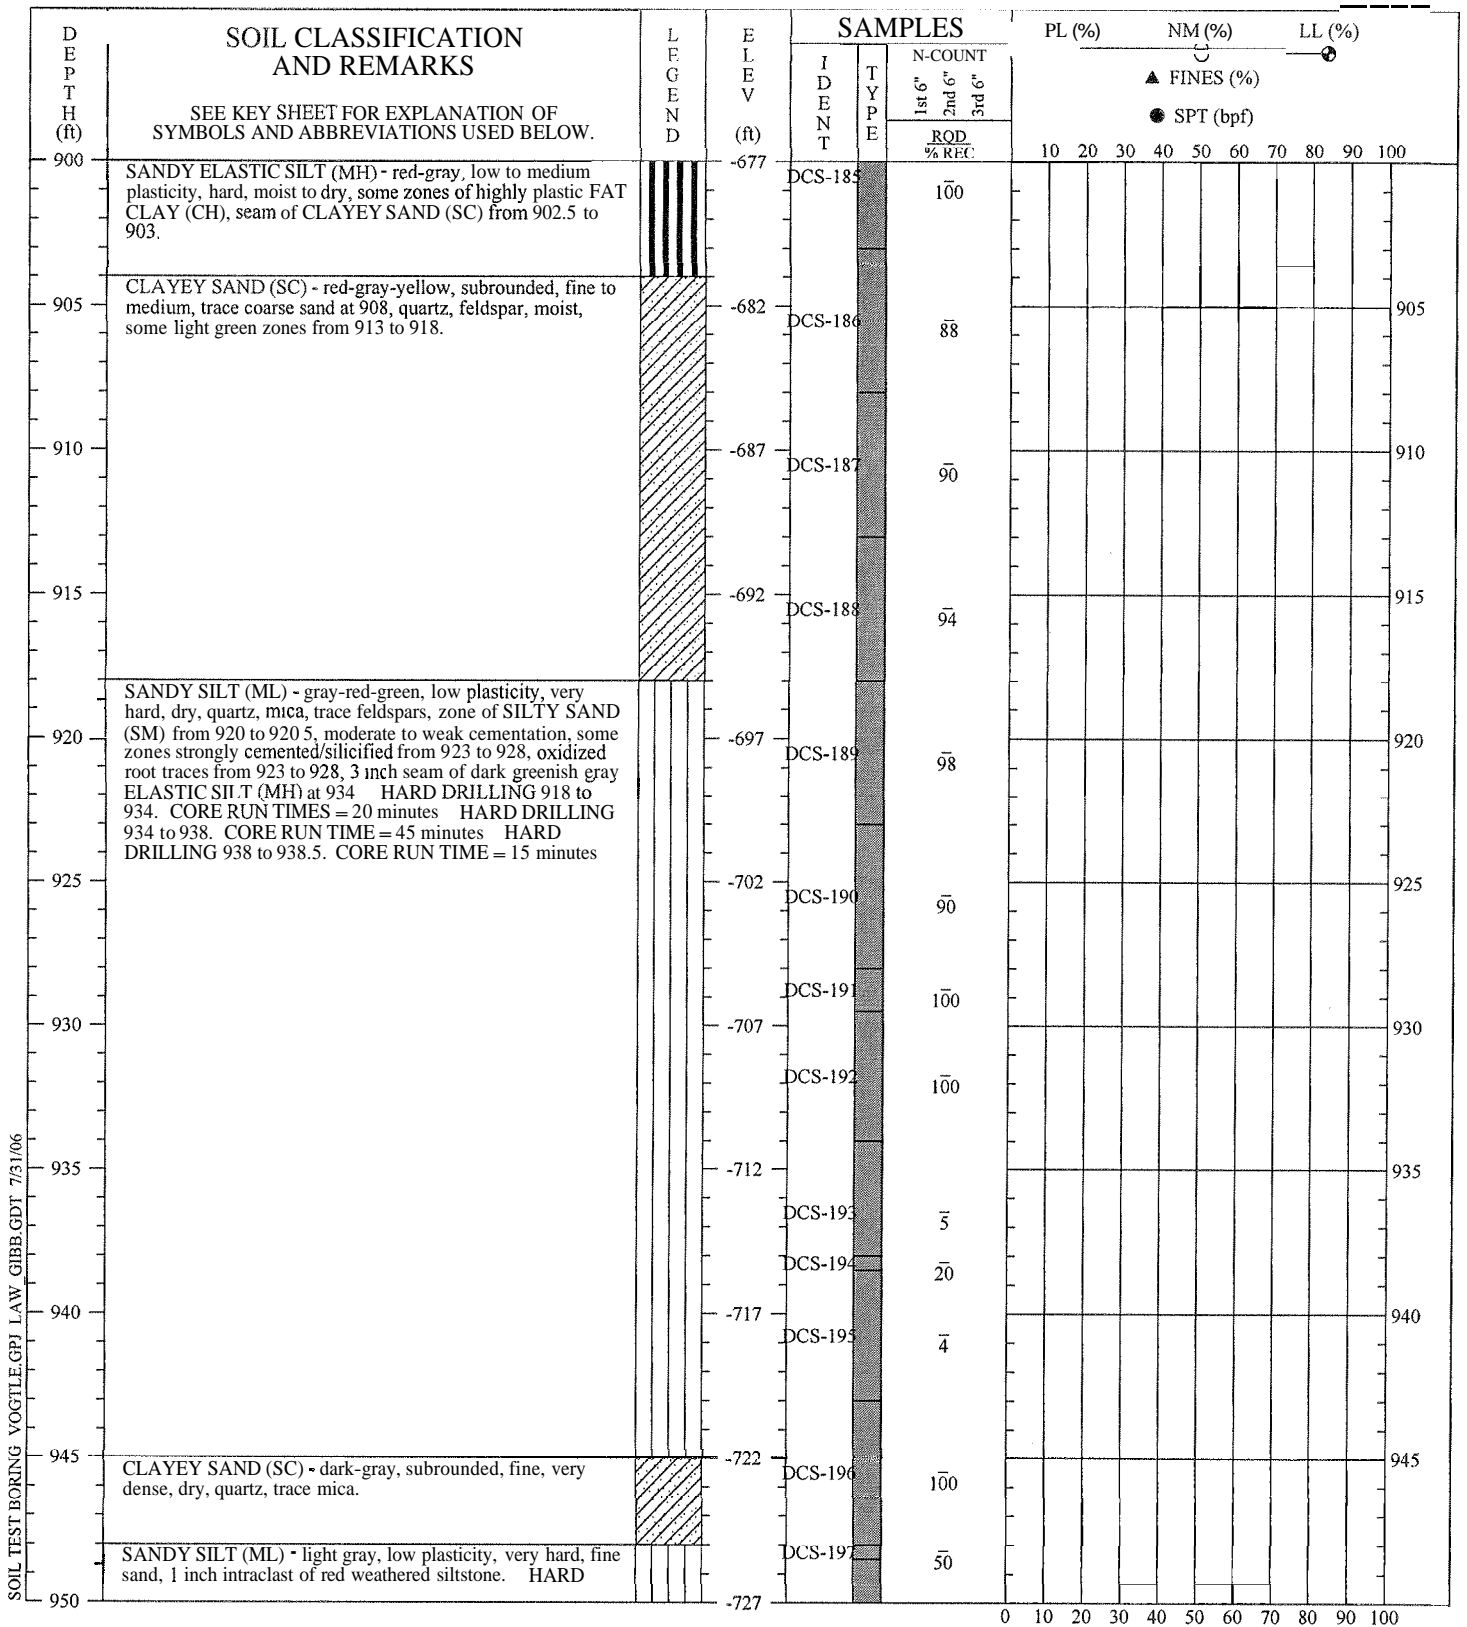 DEPTH (ft)
SOIL CLASSIFICATION
AND REMARKS
SEE KEY SHEET FOR EXPLANATION OF
SYMBOLS AND ABBREVIATIONS USED BELOW.
LEGEND
ELEV (ft)
SAMPLES
IDENT
TYPE
N-COUNT
1st 6"
2nd 6"
3rd 6"
RQD
% REC
PL (%) NM (%) LL (%)
▲ FINES (%)
● SPT (bpf)
10 20 30 40 50 60 70 80 90 100
900
SANDY ELASTIC SILT (MH) - red-gray, low to medium
plasticity, hard, moist to dry, some zones of highly plastic FAT
CLAY (CH), seam of CLAYEY SAND (SC) from 902.5 to
903.
-677
DCS-185
100
CLAYEY SAND (SC) - red-gray-yellow, subrounded, fine to
medium, trace coarse sand at 908, quartz, feldspar, moist,
some light green zones from 913 to 918.
905
-682
DCS-186
88
905
910
-687
DCS-187
90
910
915
-692
DCS-188
94
915
SANDY SILT (ML) - gray-red-green, low plasticity, very
hard, dry, quartz, mica, trace feldspars, zone of SILTY SAND
(SM) from 920 to 920 5, moderate to weak cementation, some
zones strongly cemented/silicified from 923 to 928, oxidized
root traces from 923 to 928, 3 inch seam of dark greenish gray
ELASTIC SILT (MH) at 934 HARD DRILLING 918 to
934. CORE RUN TIMES = 20 minutes HARD DRILLING
934 to 938. CORE RUN TIME = 45 minutes HARD
DRILLING 938 to 938.5. CORE RUN TIME = 15 minutes
920
-697
DCS-189
98
920
925
-702
DCS-190
90
925
DCS-191
100
930
-707
930
DCS-192
100
935
-712
935
DCS-193
5
DCS-194
20
940
-717
940
DCS-195
4
945
-722
945
CLAYEY SAND (SC) - dark-gray, subrounded, fine, very
dense, dry, quartz, trace mica.
DCS-196
100
SANDY SILT (ML) - light gray, low plasticity, very hard, fine
sand, 1 inch intraclast of red weathered siltstone. HARD
DCS-197
50
950
-727
0 10 20 30 40 50 60 70 80 90 100
SOIL TEST BORING VOGTLE.GPJ LAW_GIBB.GDT 7/31/06